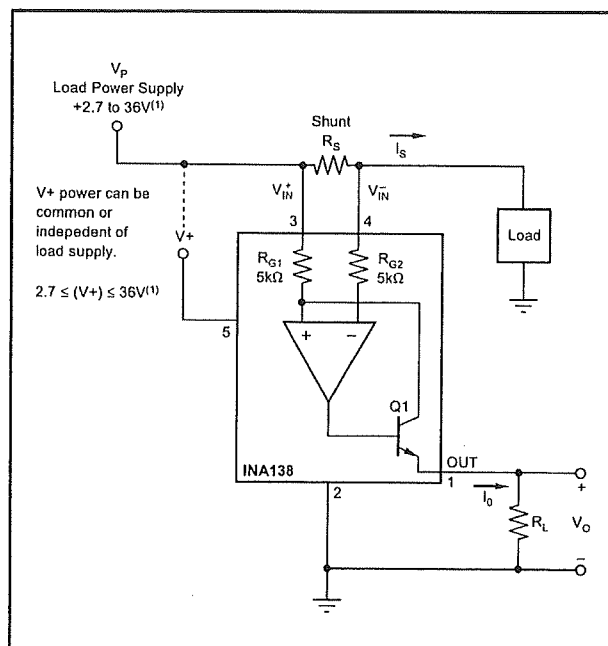 V_P
Load Power Supply
+2.7 to 36V(1)
Shunt
R_S
I_S
V+ power can be
common or
indepedent of
load supply.
V+
2.7 ≤ (V+) ≤ 36V(1)
V_IN^+
V_IN^–
3
4
Load
R_G1
5kΩ
R_G2
5kΩ
5
+
–
Q1
OUT
INA138
2
1
I_0
+
R_L
V_O
–